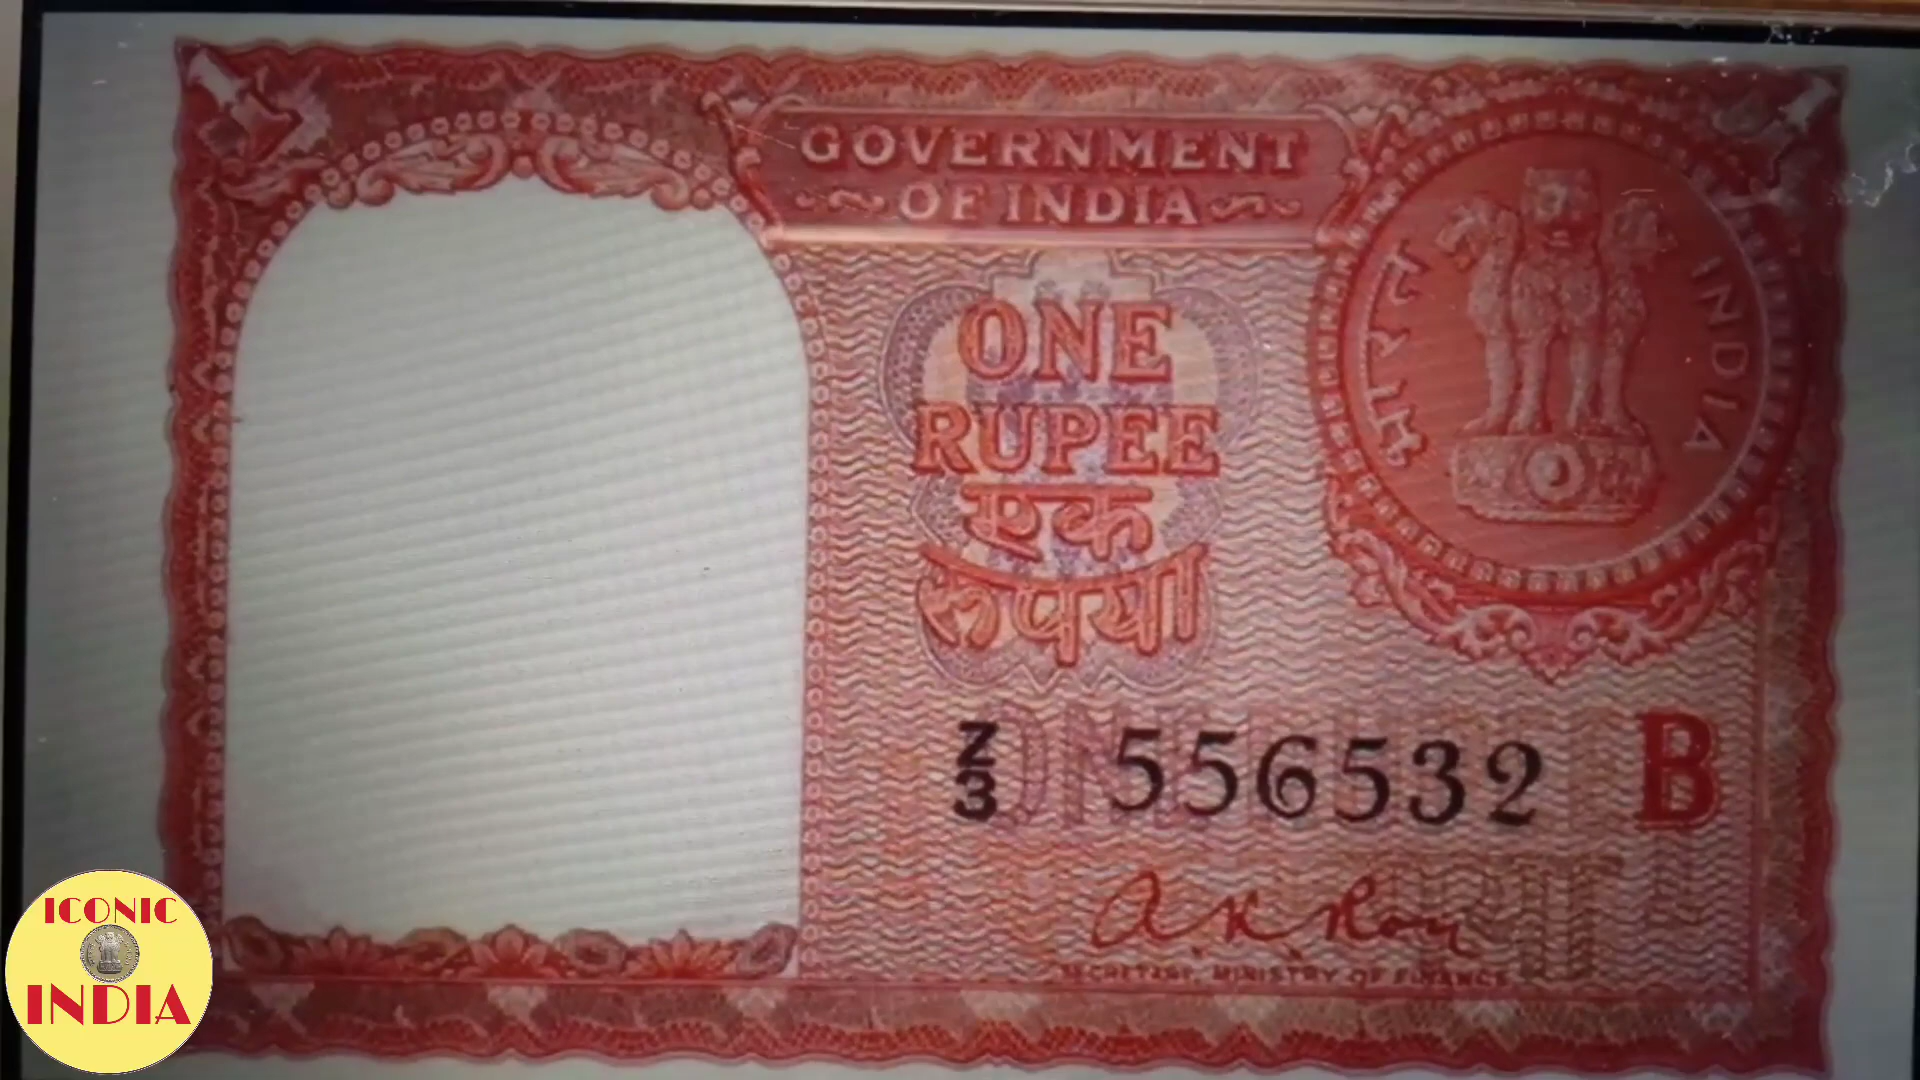 GOVERNMENT
OF INDIA
भारत
INDIA
ONE
RUPEE
एक
रुपया
Z/3 556532 B
A K Roy
SECRETARY, MINISTRY OF FINANCE
ICONIC
INDIA